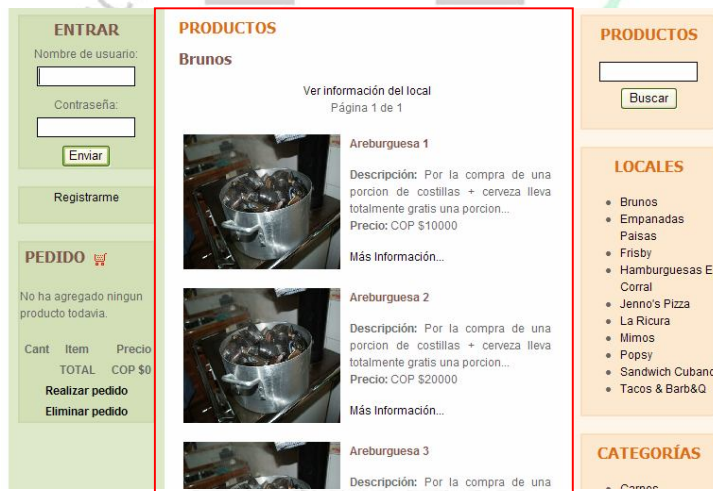 ENTRAR
Nombre de usuario:
Contraseña:
Enviar
Registrarme
PEDIDO
No ha agregado ningun
producto todavia.
Cant Item Precio
TOTAL COP $0
Realizar pedido
Eliminar pedido
PRODUCTOS
Brunos
Ver información del local
Página 1 de 1
Areburguesa 1
Descripción: Por la compra de una
porcion de costillas + cerveza lleva
totalmente gratis una porcion...
Precio: COP $10000
Más Información...
Areburguesa 2
Descripción: Por la compra de una
porcion de costillas + cerveza lleva
totalmente gratis una porcion...
Precio: COP $20000
Más Información...
Areburguesa 3
Descripción: Por la compra de una
PRODUCTOS
Buscar
LOCALES
Brunos
Empanadas
Paisas
Frisby
Hamburguesas E
Corral
Jenno's Pizza
La Ricura
Mimos
Popsy
Sandwich Cubano
Tacos & Barb&Q
CATEGORÍAS
Carnes